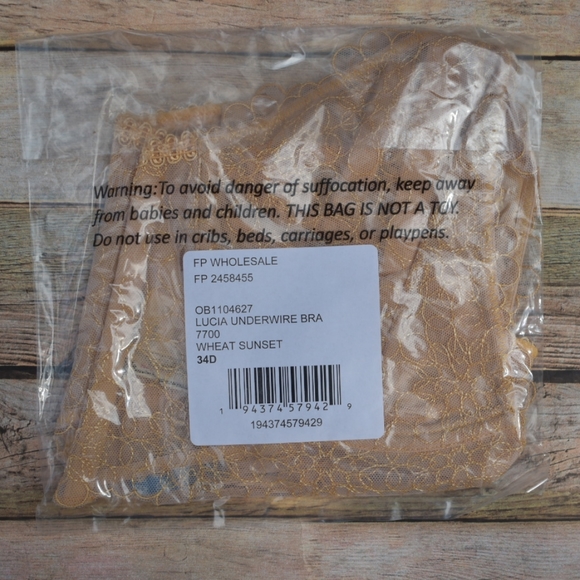 Warning:To avoid danger of suffocation, keep away
from babies and children. THIS BAG IS NOT A TOY.
Do not use in cribs, beds, carriages, or playpens.
FP WHOLESALE
FP 2458455
OB1104627
LUCIA UNDERWIRE BRA
7700
WHEAT SUNSET
34D
1 94374 57942 9
194374579429